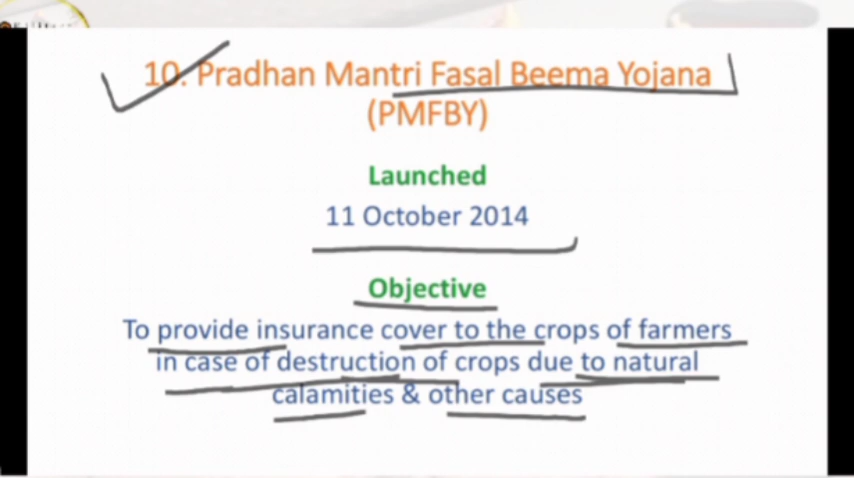 10. Pradhan Mantri Fasal Beema Yojana
(PMFBY)
Launched
11 October 2014
Objective
To provide insurance cover to the crops of farmers
in case of destruction of crops due to natural
calamities & other causes